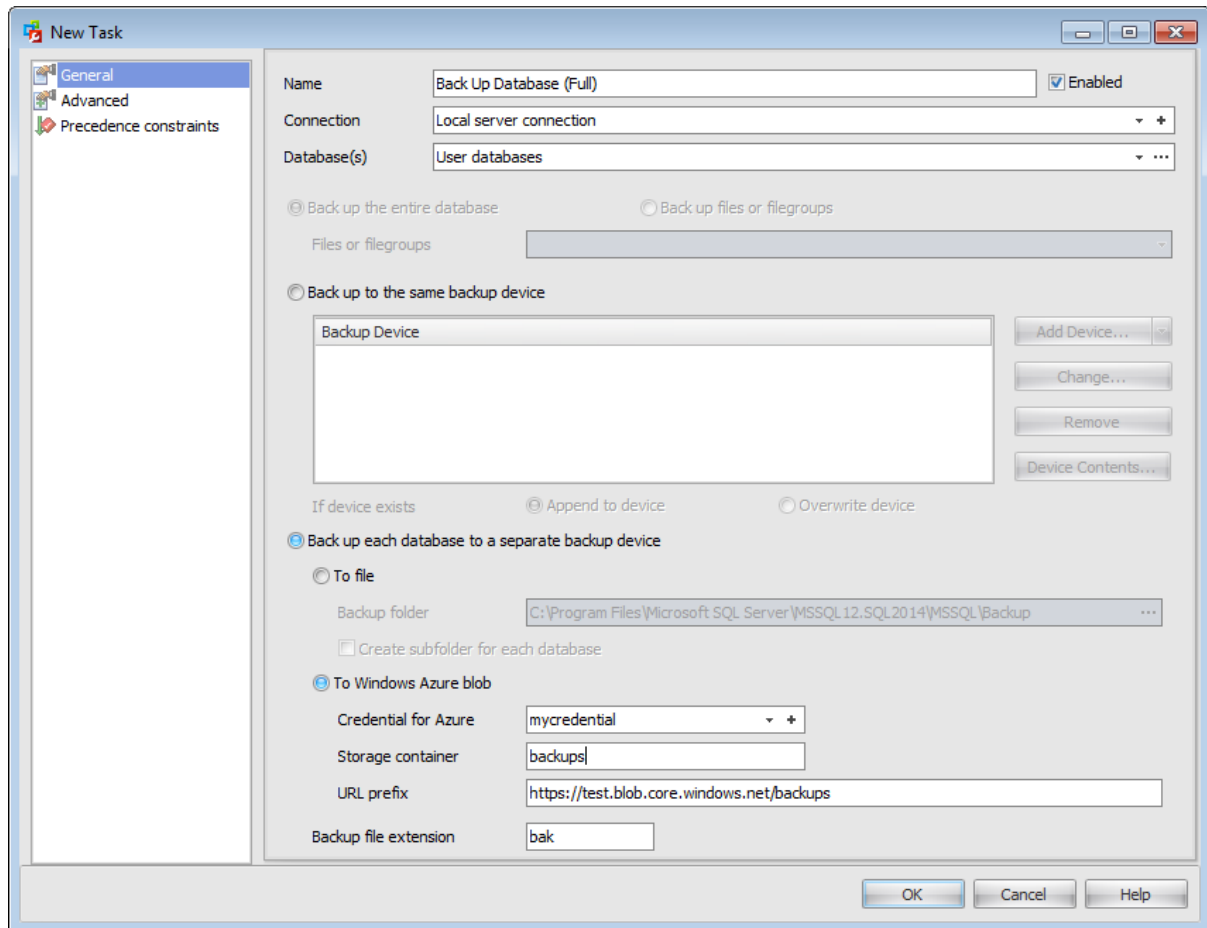 New Task
General
Advanced
Precedence constraints
Name Back Up Database (Full) Enabled
Connection Local server connection
Database(s) User databases
Back up the entire database Back up files or filegroups
Files or filegroups
Back up to the same backup device
Backup Device
Add Device...
Change...
Remove
Device Contents...
If device exists Append to device Overwrite device
Back up each database to a separate backup device
To file
Backup folder C:\Program Files\Microsoft SQL Server\MSSQL12.SQL2014\MSSQL\Backup ...
Create subfolder for each database
To Windows Azure blob
Credential for Azure mycredential
Storage container backups
URL prefix https://test.blob.core.windows.net/backups
Backup file extension bak
OK Cancel Help